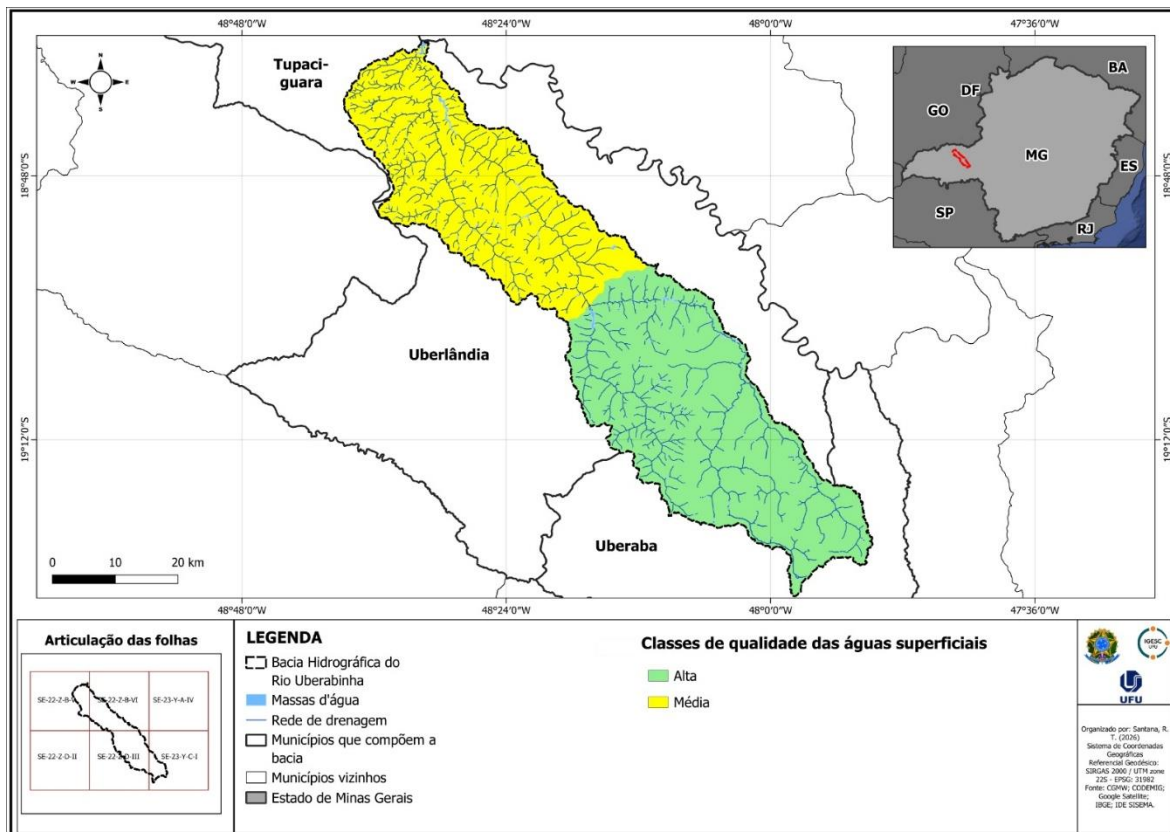 48°48'0"W
48°24'0"W
48°0'0"W
47°36'0"W
N
W
E
S
Tupaci-
guara
BA
DF
GO
MG
ES
SP
RJ
18°48'0"S
18°48'0"S
Uberlândia
19°12'0"S
19°12'0"S
Uberaba
0
10
20 km
48°48'0"W
48°24'0"W
48°0'0"W
47°36'0"W
Articulação das folhas
SE-22-Z-B-VI
SE-23-Y-A-IV
SE-22-Z-D-II
SE-23-Y-C-I
LEGENDA
Bacia Hidrográfica do
Rio Uberabinha
Massas d'água
Rede de drenagem
Municípios que compõem a
bacia
Municípios vizinhos
Estado de Minas Gerais
Classes de qualidade das águas superficiais
Alta
Média
IGESC
UFU
UFU
Organizado por: Santana, R.
T. (2026)
Sistema de Coordenadas
Geográficas
Referencial Geodésico:
SIRGAS 2000 / UTM zone
22S - EPSG: 31982
Fonte: CGMW; CODEMIG;
Google Satellite;
IBGE; IDE SISEMA.